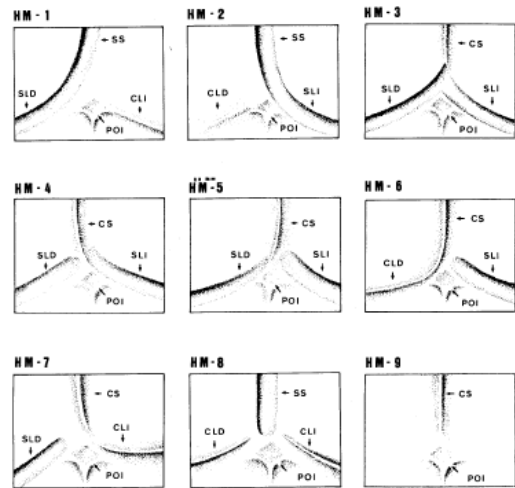 HM-1
SS
SLD
CLI
POI
HM-2
SS
CLD
SLI
POI
HM-3
CS
SLD
SLI
POI
HM-4
CS
SLD
SLI
POI
HM-5
CS
SLD
SLI
POI
HM-6
CS
CLD
SLI
POI
HM-7
CS
CLI
SLD
POI
HM-8
SS
CLD
CLI
POI
HM-9
CS
POI